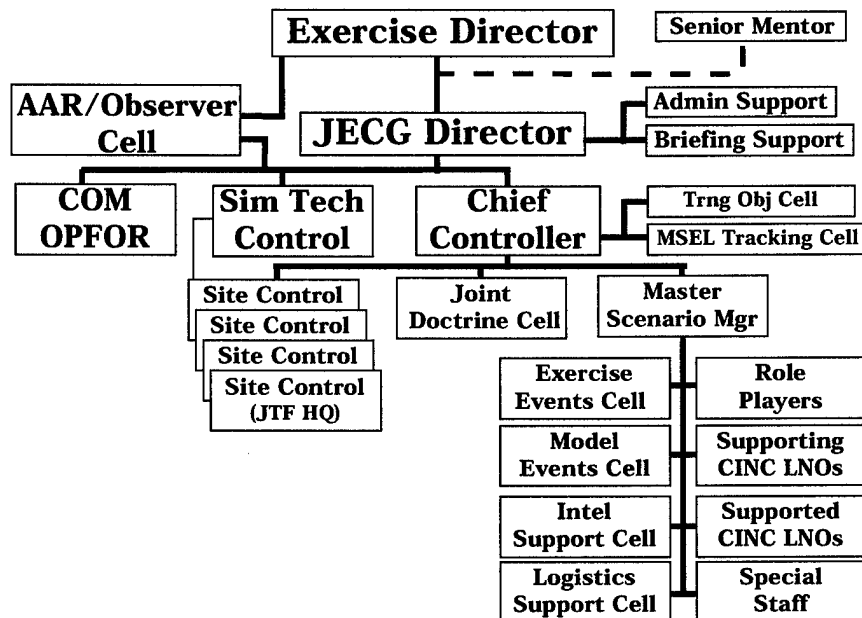 Exercise Director
Senior Mentor
AAR/Observer
Cell
JECG Director
Admin Support
Briefing Support
COM
OPFOR
Sim Tech
Control
Chief
Controller
Trng Obj Cell
MSEL Tracking Cell
Site Control
Site Control
Site Control
Site Control
(JTF HQ)
Joint
Doctrine Cell
Master
Scenario Mgr
Exercise
Events Cell
Role
Players
Model
Events Cell
Supporting
CINC LNOs
Intel
Support Cell
Supported
CINC LNOs
Logistics
Support Cell
Special
Staff